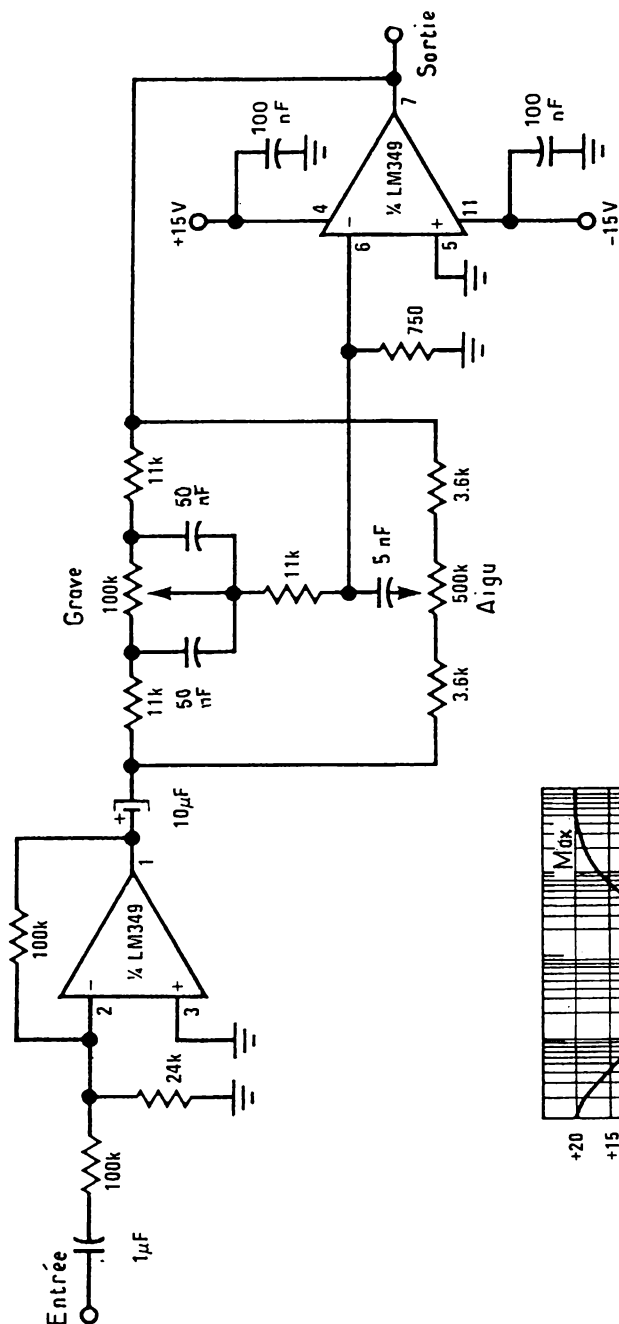 Entrée
1µF
100k
24k
100k
2
3
¼ LM349
1
10µF
+
-
+
Grave
11k
100k
11k
50 nF
50 nF
11k
5 nF
3.6k
500k
3.6k
Aigu
750
+15V
100 nF
4
6
-
¼ LM349
7
5
+
11
100 nF
-15V
Sortie
Max
+20
+15